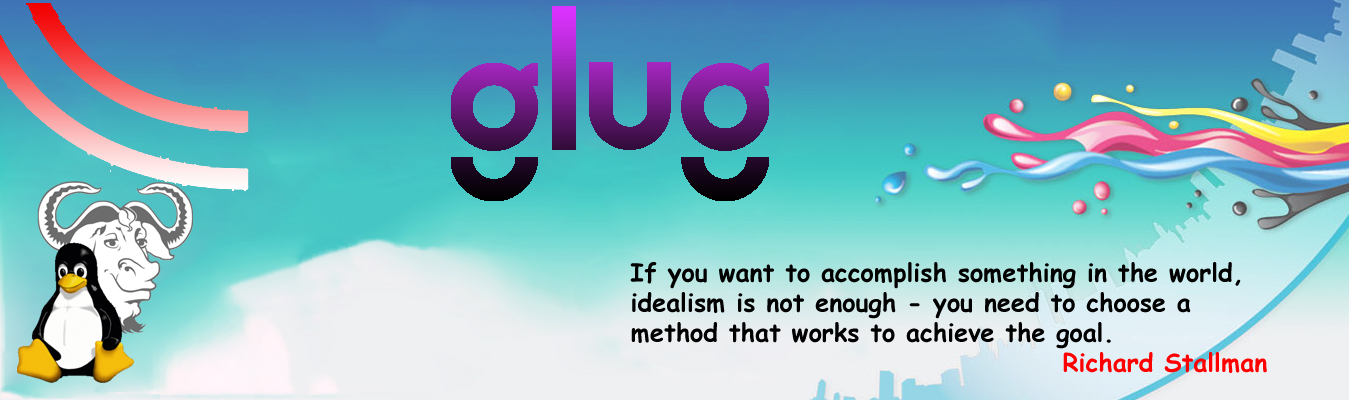 glug
If you want to accomplish something in the world,
idealism is not enough - you need to choose a
method that works to achieve the goal.
Richard Stallman